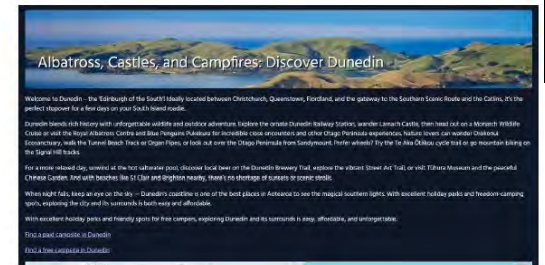 Albatross, Castles, and Campfires: Discover Dunedin
Welcome to Dunedin – the 'Edinburgh of the South'! Ideally located between Christchurch, Queenstown, Fiordland, and the gateway to the Southern Scenic Route and the Catlins, it's the
perfect stopover for a few days on your South Island roadie.
Dunedin blends rich history with unforgettable wildlife and outdoor adventure. Explore the ornate Dunedin Railway Station, wander Larnach Castle, then head out on a Monarch Wildlife
Cruise or visit the Royal Albatross Centre and Blue Penguins Pukekura for incredible close encounters and other Otago Peninsula experiences. Nature lovers can wander Orokonui
Ecosanctuary, walk the Tunnel Beach Track or Organ Pipes, or look out over the Otago Peninsula from Sandymount. Prefer wheels? Try the Te Aka Ōtākou cycle trail or go mountain biking on
the Signal Hill tracks.
For a more relaxed day, unwind at the hot saltwater pool, discover local beer on the Dunedin Brewery Trail, explore the vibrant Street Art Trail, or visit Tūhura Museum and the peaceful
Chinese Garden. And with beaches like St Clair and Brighton nearby, there's no shortage of sunsets or scenic strolls.
When night falls, keep an eye on the sky – Dunedin's coastline is one of the best places in Aotearoa to see the magical southern lights. With excellent holiday parks and freedom-camping
spots, exploring the city and its surrounds is both easy and affordable.
With excellent holiday parks and friendly spots for free campers, exploring Dunedin and its surrounds is easy, affordable, and unforgettable.
Find a paid campsite in Dunedin
Find a free campsite in Dunedin